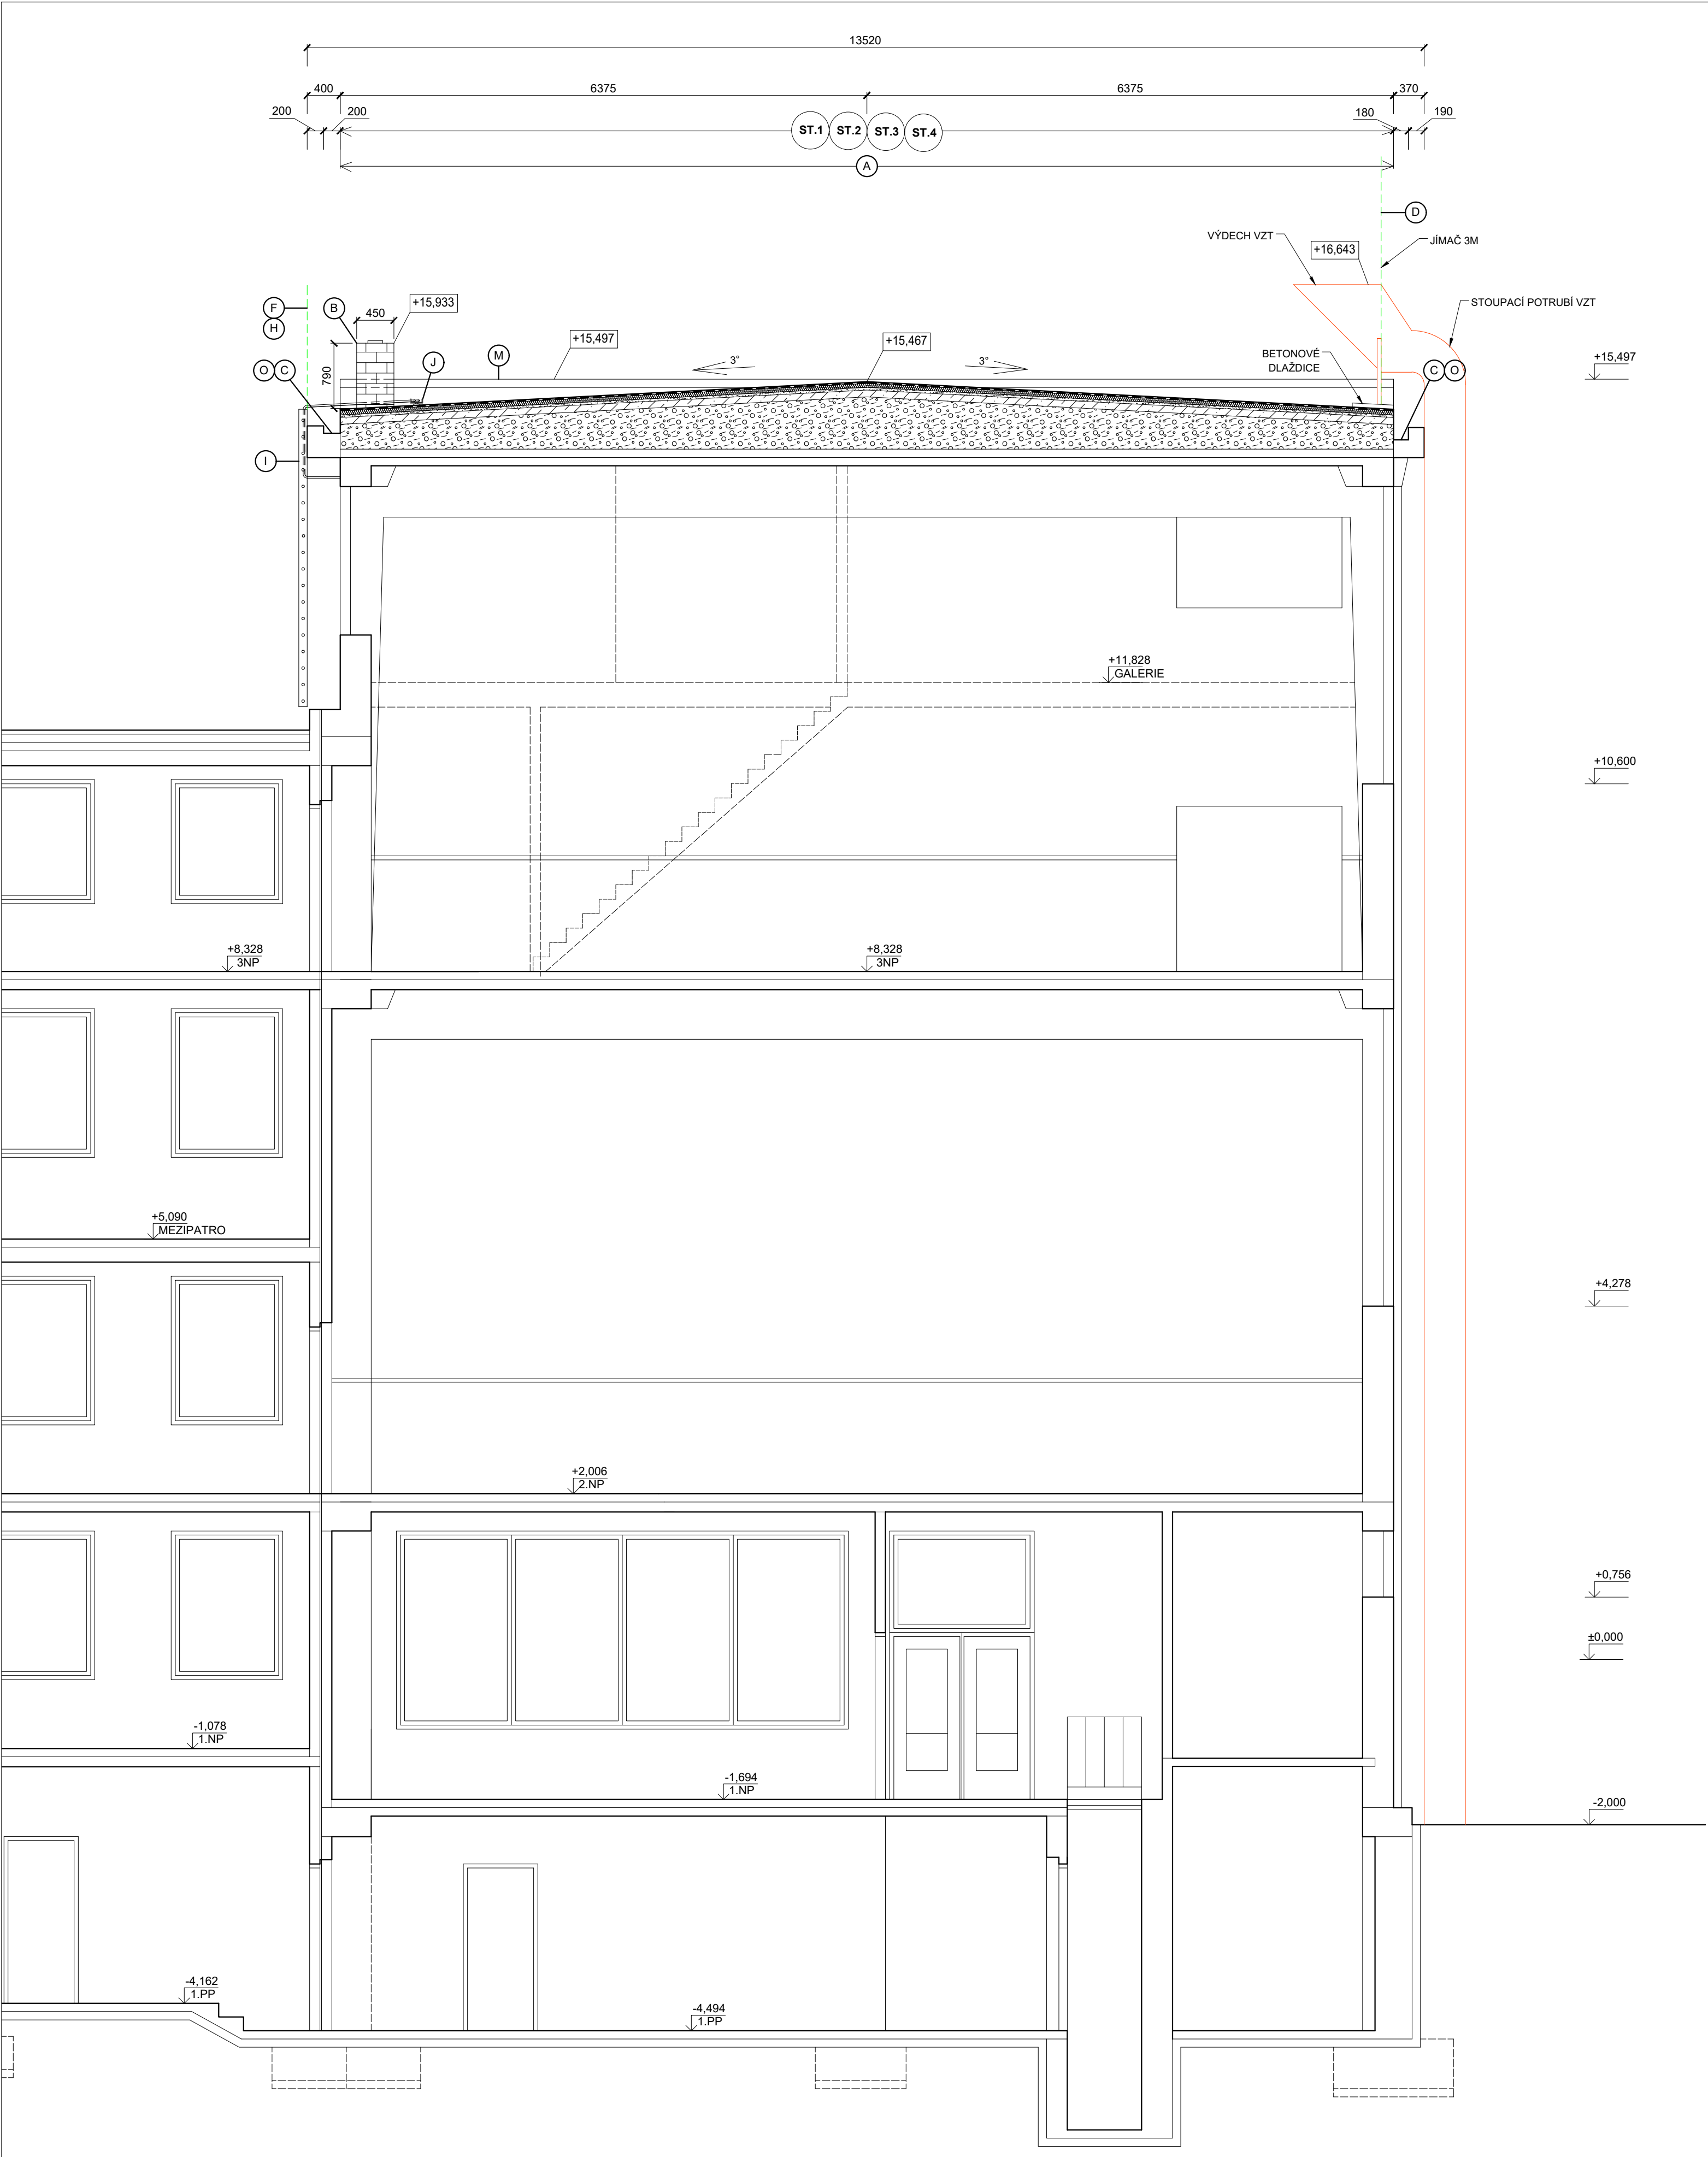 13520
400 6375 6375 370
200 200 180 190
ST.1 ST.2 ST.3 ST.4
A
D
VÝDECH VZT
+16,643
JÍMAČ 3M
F
H
B
450
+15,933
STOUPACÍ POTRUBÍ VZT
+15,497
+15,467
790
O C
J
M
3°
3°
BETONOVÉ
DLAŽDICE
C O
+15,497
I
+11,828
GALERIE
+10,600
+8,328
3NP
+8,328
3NP
+5,090
MEZIPATRO
+4,278
+2,006
2.NP
+0,756
±0,000
-1,078
1.NP
-1,694
1.NP
-2,000
-4,162
1.PP
-4,494
1.PP